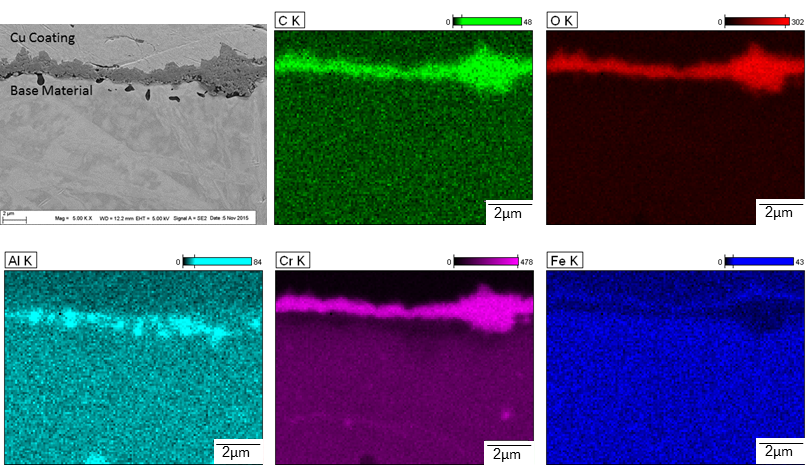 Cu Coating
Base Material
2 µm
Mag = 5.00 K X WD = 12.2 mm EHT = 5.00 kV Signal A = SE2 Date :5 Nov 2015
C K 0 48
2µm
O K 0 302
2µm
Al K 0 84
2µm
Cr K 0 478
2µm
Fe K 0 43
2µm